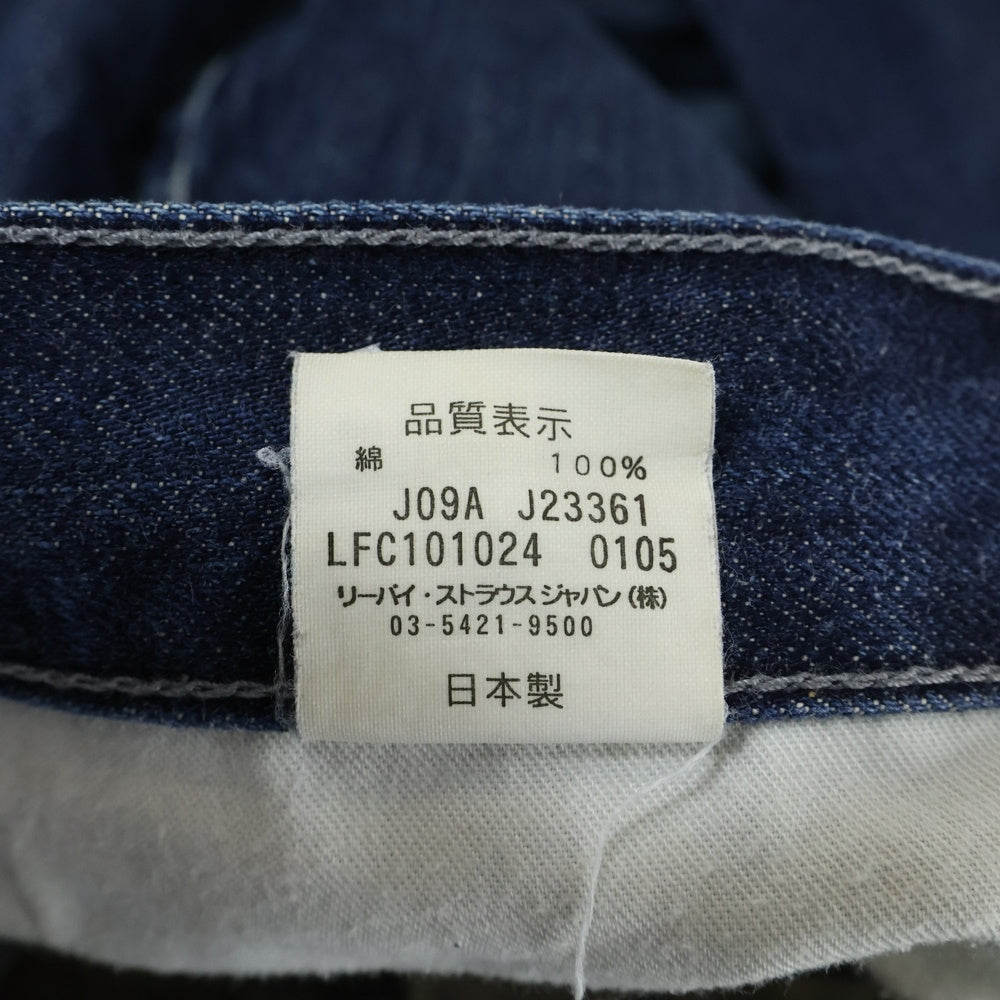 品質表示
綿 100%
J09A J23361
LFC101024 0105
リーバイ・ストラウスジャパン(株)
03-5421-9500
日本製